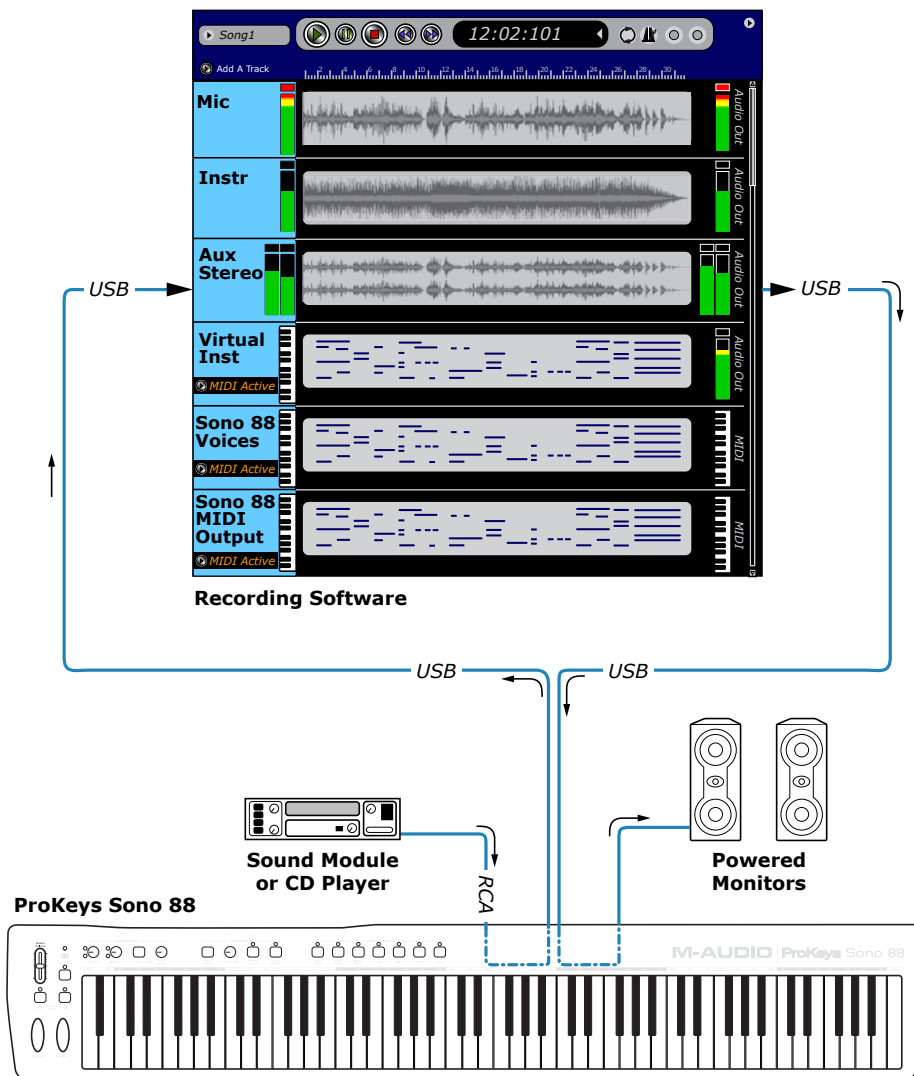 Song1
12:02:101
Add A Track
2 4 6 8 10 12 14 16 18 20 22 24 26 28 30
Mic
Audio Out
Instr
Audio Out
Aux
Stereo
Audio Out
USB
USB
Virtual
Inst
MIDI Active
Audio Out
Sono 88
Voices
MIDI Active
MIDI
Sono 88
MIDI
Output
MIDI Active
MIDI
Recording Software
USB
USB
Sound Module
or CD Player
RCA
Powered
Monitors
ProKeys Sono 88
M-AUDIO ProKeys Sono 88